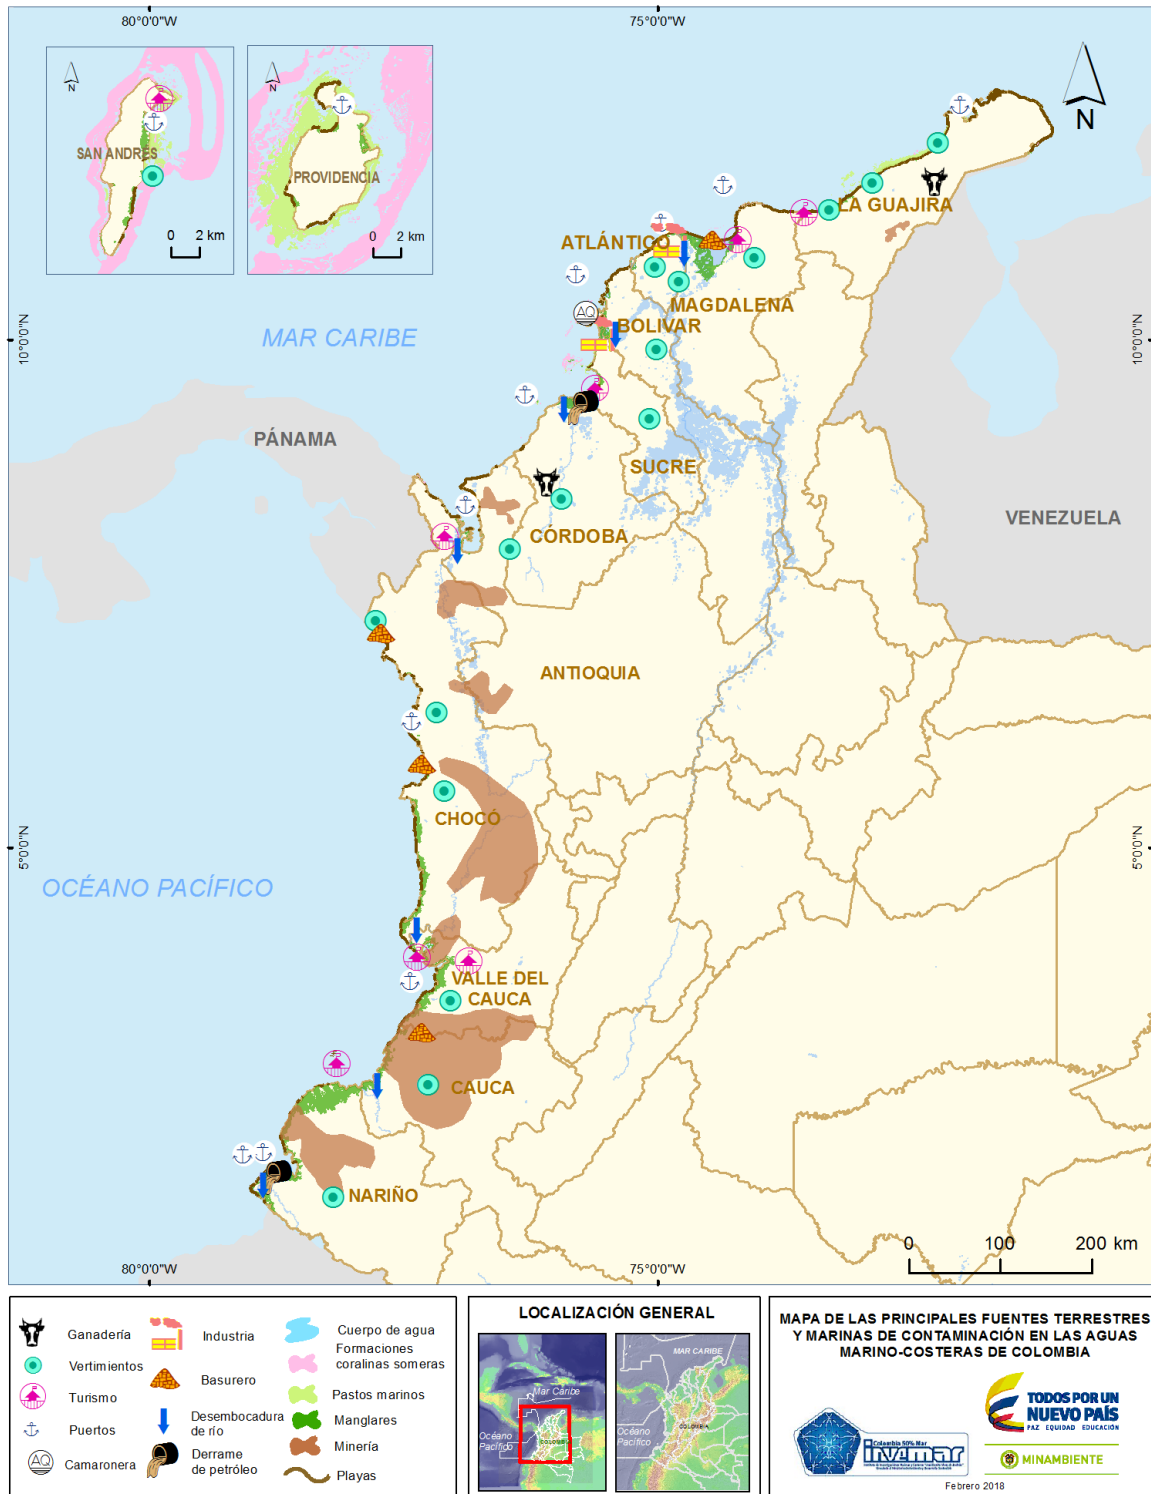 80°0'0"W
75°0'0"W
N
SAN ANDRÉS
0 2 km
N
PROVIDENCIA
0 2 km
N
LA GUAJIRA
ATLÁNTICO
MAGDALENA
BOLIVAR
AQ
MAR CARIBE
10°0'0"N
10°0'0"N
PÁNAMA
SUCRE
VENEZUELA
CÓRDOBA
ANTIOQUIA
CHOCÓ
5°0'0"N
5°0'0"N
OCÉANO PACÍFICO
VALLE DEL
CAUCA
CAUCA
NARIÑO
0 100 200 km
80°0'0"W
75°0'0"W
Ganadería
Vertimientos
Turismo
Puertos
AQ
Camaronera
Industria
Basurero
Desembocadura
de río
Derrame
de petróleo
Cuerpo de agua
Formaciones
coralinas someras
Pastos marinos
Manglares
Minería
Playas
LOCALIZACIÓN GENERAL
Mar Caribe
Océano
Pacífico
COLOMBIA
MAR CARIBE
Océano
Pacífico
COLOMBIA
MAPA DE LAS PRINCIPALES FUENTES TERRESTRES
Y MARINAS DE CONTAMINACIÓN EN LAS AGUAS
MARINO-COSTERAS DE COLOMBIA
Colombia 50% Mar
invemar
TODOS POR UN
NUEVO PAÍS
PAZ EQUIDAD EDUCACIÓN
MINAMBIENTE
Febrero 2018